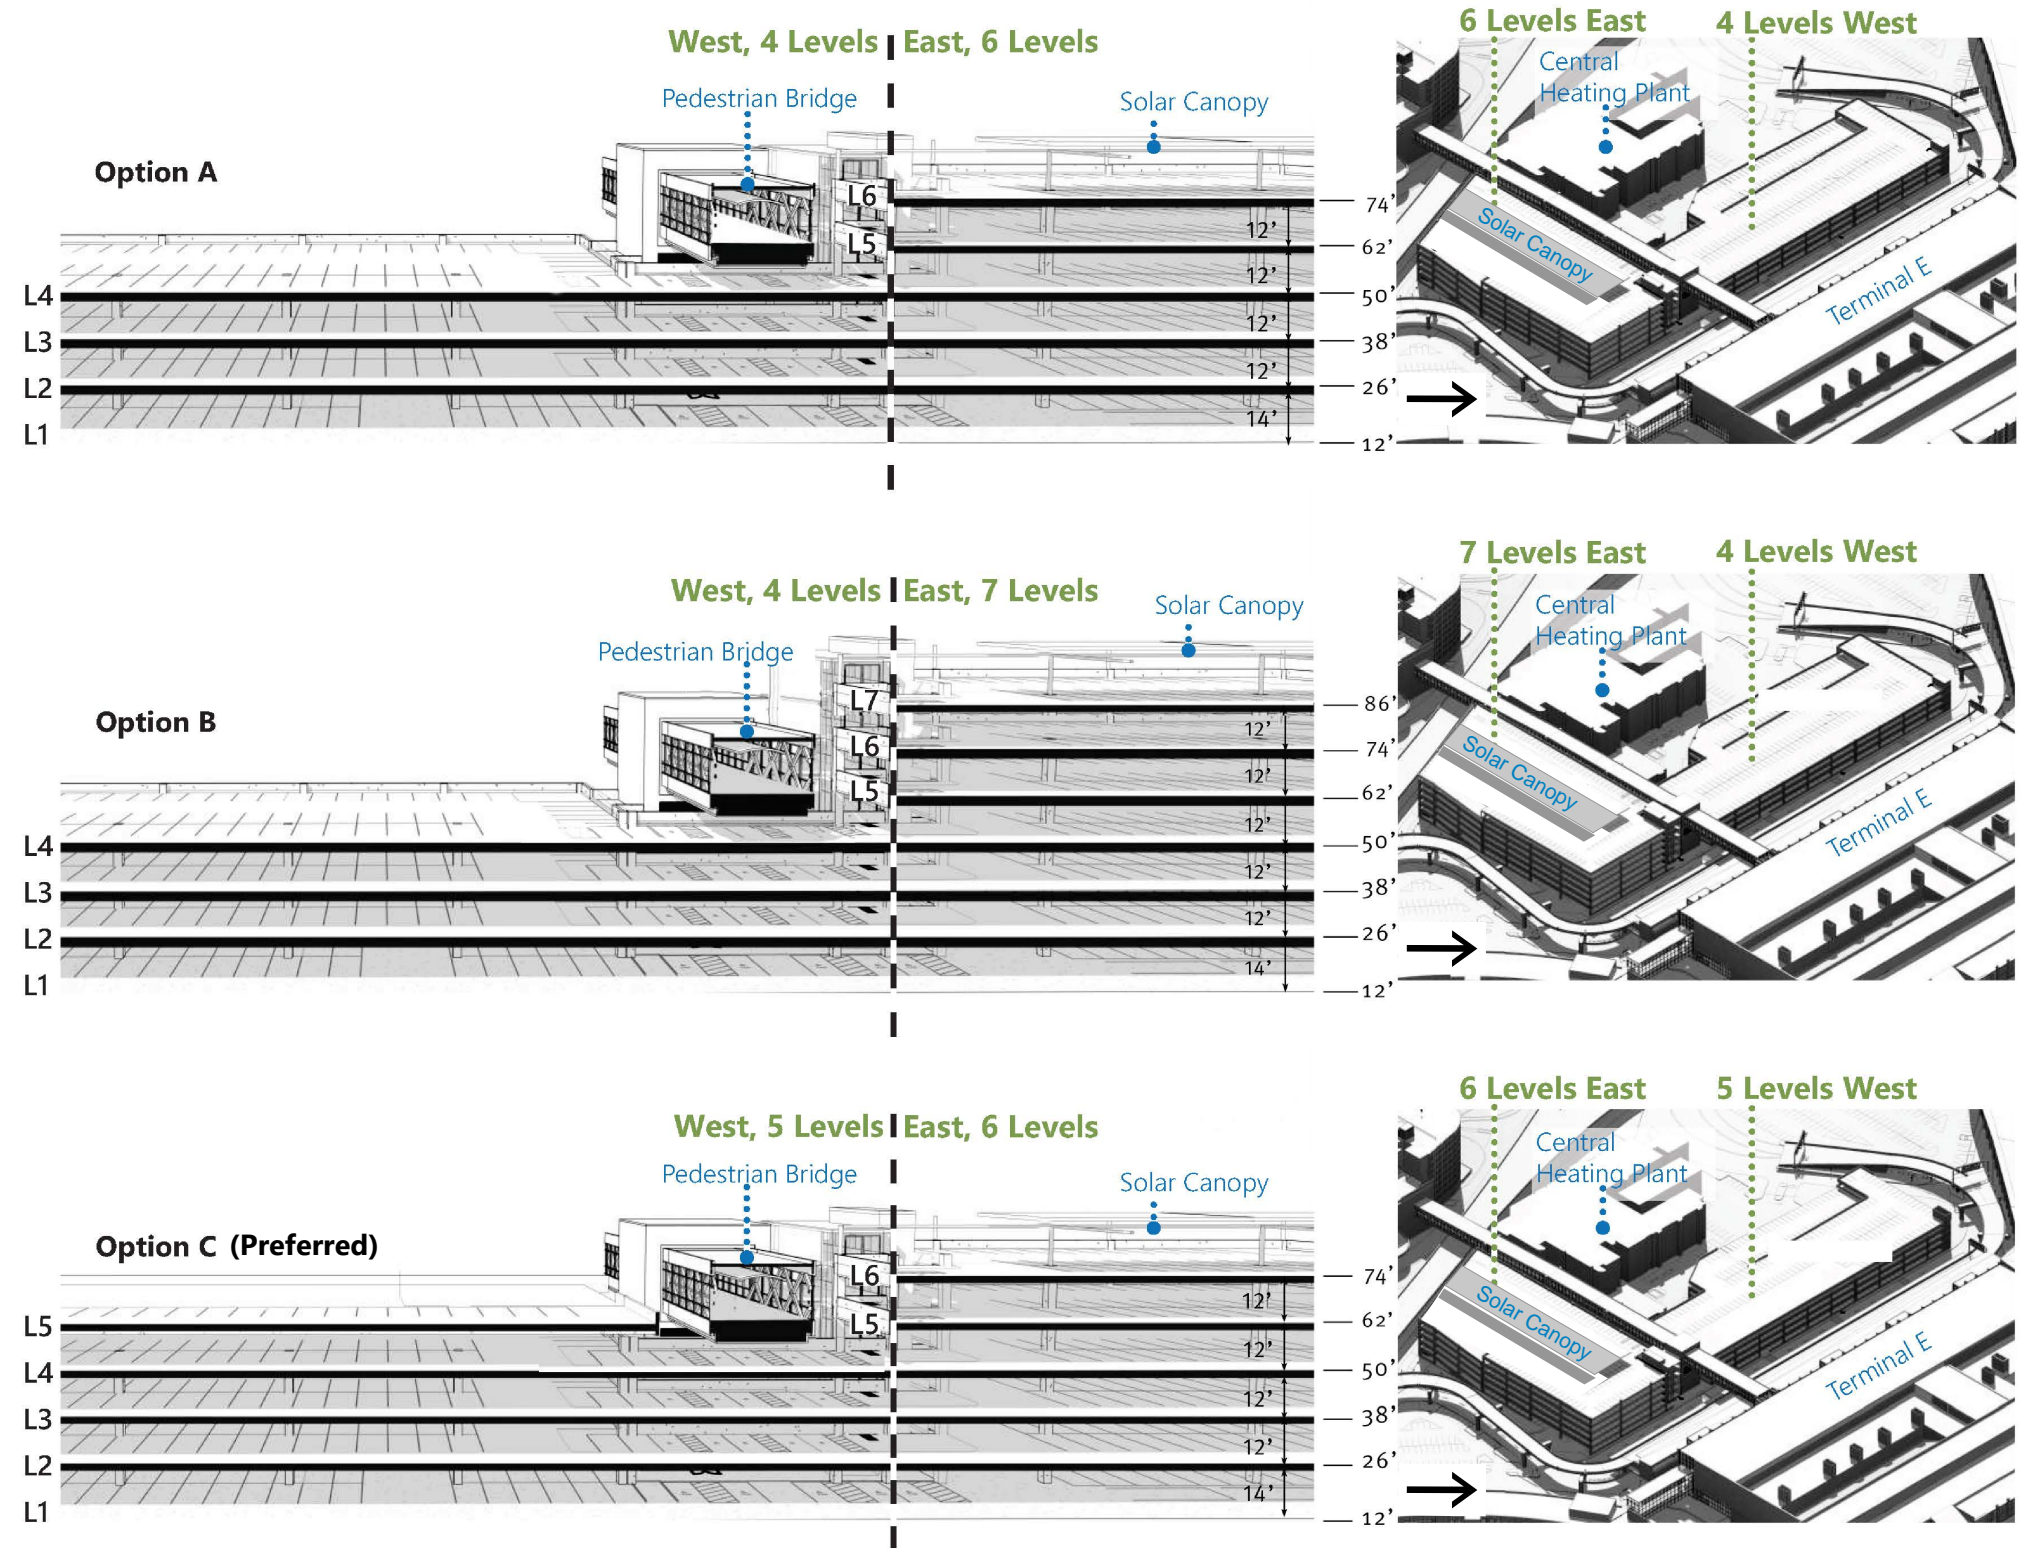 West, 4 Levels East, 6 Levels
Pedestrian Bridge
Solar Canopy
Option A
L6
L5
L4
L3
L2
L1
12'
12'
12'
12'
14'
74'
62'
50'
38'
26'
12'
6 Levels East
4 Levels West
Central
Heating Plant
Solar Canopy
Terminal E
West, 4 Levels East, 7 Levels
Pedestrian Bridge
Solar Canopy
Option B
L7
L6
L5
L4
L3
L2
L1
12'
12'
12'
12'
12'
14'
86'
74'
62'
50'
38'
26'
12'
7 Levels East
4 Levels West
Central
Heating Plant
Solar Canopy
Terminal E
West, 5 Levels East, 6 Levels
Pedestrian Bridge
Solar Canopy
Option C (Preferred)
L6
L5
L5
L4
L3
L2
L1
12'
12'
12'
12'
14'
74'
62'
50'
38'
26'
12'
6 Levels East
5 Levels West
Central
Heating Plant
Solar Canopy
Terminal E